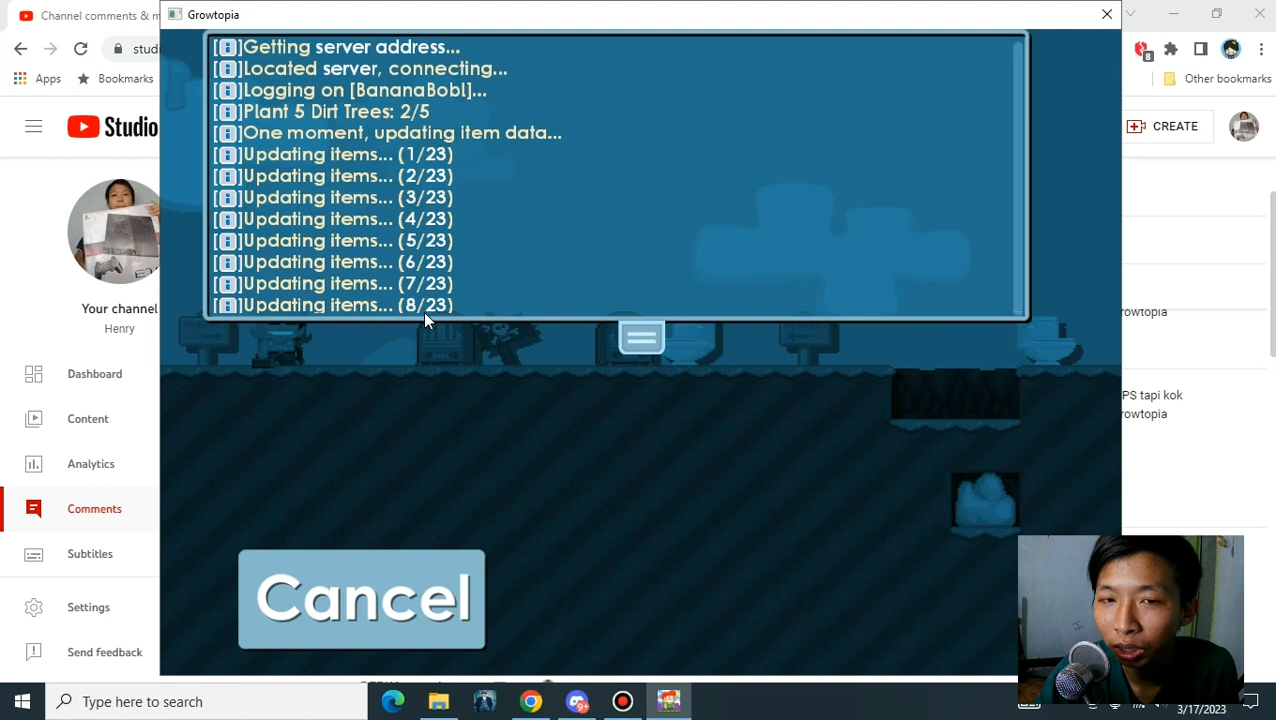 Channel comments & m
Growtopia
studi
Apps
Bookmarks
8
Other bookmarks
Studio
CREATE
[i]Getting server address...
[i]Located server, connecting...
[i]Logging on [BananaBobl]...
[i]Plant 5 Dirt Trees: 2/5
[i]One moment, updating item data...
[i]Updating items... (1/23)
[i]Updating items... (2/23)
[i]Updating items... (3/23)
[i]Updating items... (4/23)
[i]Updating items... (5/23)
[i]Updating items... (6/23)
[i]Updating items... (7/23)
[i]Updating items... (8/23)
Your channel
Henry
Dashboard
Content
Analytics
Comments
Subtitles
Settings
Send feedback
rowtopia
PS tapi kok
rowtopia
Cancel
Type here to search
9+
3/17/2023